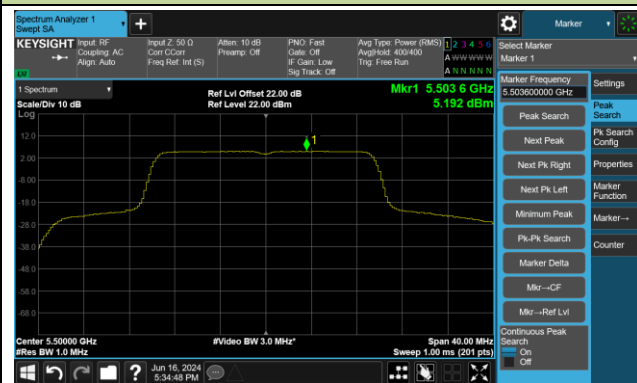 Spectrum Analyzer 1
Swept SA
+
Marker
KEYSIGHT
Input: RF
Coupling: AC
Align: Auto
Input Z: 50 Ω
Corr CCorr
Freq Ref: Int (S)
Atten: 10 dB
Preamp: Off
PNO: Fast
Gate: Off
IF Gain: Low
Sig Track: Off
Avg Type: Power (RMS)
Avg|Hold: 400/400
Trig: Free Run
1 2 3 4 5 6
A W W W W W
A N N N N N
Select Marker
Marker 1
1 Spectrum
Scale/Div 10 dB
Log
Ref Lvl Offset 22.00 dB
Ref Level 22.00 dBm
Mkr1 5.503 6 GHz
5.192 dBm
12.0
2.00
-8.00
-18.0
-28.0
-38.0
-48.0
-58.0
-68.0
1
Center 5.50000 GHz
#Res BW 1.0 MHz
#Video BW 3.0 MHz*
Span 40.00 MHz
Sweep 1.00 ms (201 pts)
Marker Frequency
5.503600000 GHz
Peak Search
Next Peak
Next Pk Right
Next Pk Left
Minimum Peak
Pk-Pk Search
Marker Delta
Mkr→CF
Mkr→Ref Lvl
Continuous Peak
Search
On
Off
Settings
Peak
Search
Pk Search
Config
Properties
Marker
Function
Marker→
Counter
?
Jun 16, 2024
5:34:48 PM